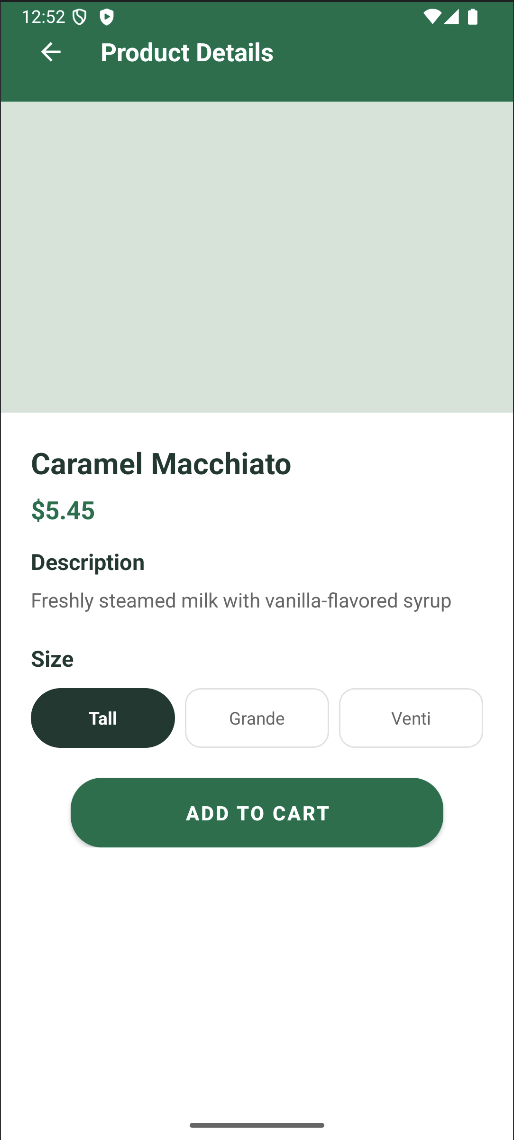 12:52
Product Details
Caramel Macchiato
$5.45
Description
Freshly steamed milk with vanilla-flavored syrup
Size
Tall Grande Venti
ADD TO CART